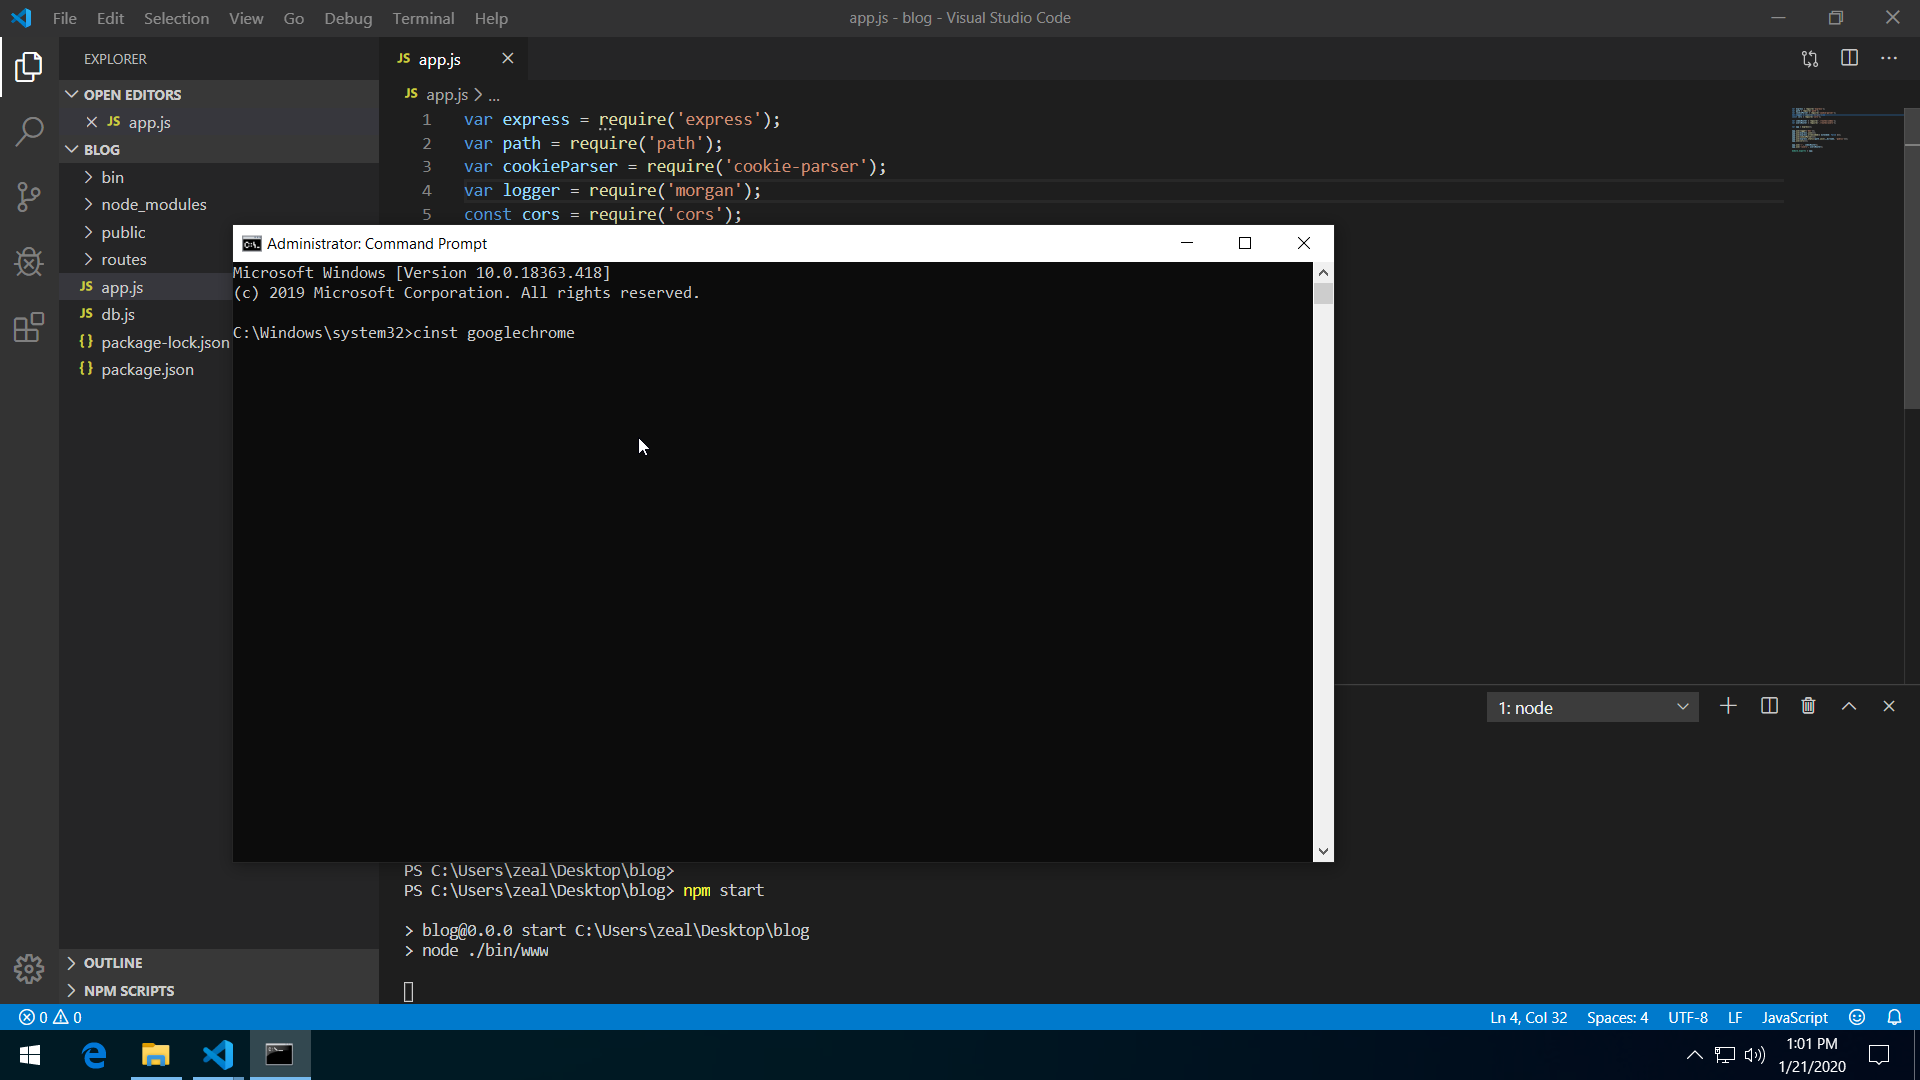 File Edit Selection View Go Debug Terminal Help
app.js - blog - Visual Studio Code
EXPLORER
OPEN EDITORS
JS app.js
BLOG
bin
node_modules
public
routes
JS app.js
JS db.js
{} package-lock.json
{} package.json
OUTLINE
NPM SCRIPTS
JS app.js
JS app.js > ...
1 var express = require('express');
2 var path = require('path');
3 var cookieParser = require('cookie-parser');
4 var logger = require('morgan');
5 const cors = require('cors');
Administrator: Command Prompt
Microsoft Windows [Version 10.0.18363.418]
(c) 2019 Microsoft Corporation. All rights reserved.
C:\Windows\system32>cinst googlechrome
1: node
PS C:\Users\zeal\Desktop\blog>
PS C:\Users\zeal\Desktop\blog> npm start
> blog@0.0.0 start C:\Users\zeal\Desktop\blog
> node ./bin/www
0 0
Ln 4, Col 32 Spaces: 4 UTF-8 LF JavaScript
1:01 PM
1/21/2020